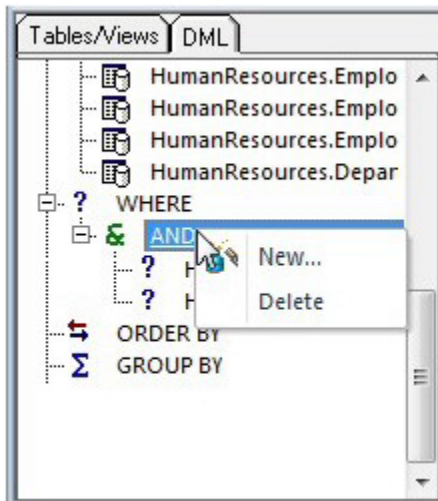 Tables/Views DML
HumanResources.Emplo
HumanResources.Emplo
HumanResources.Emplo
HumanResources.Depar
? WHERE
& AND
New...
? H
Delete
? H
ORDER BY
Σ GROUP BY